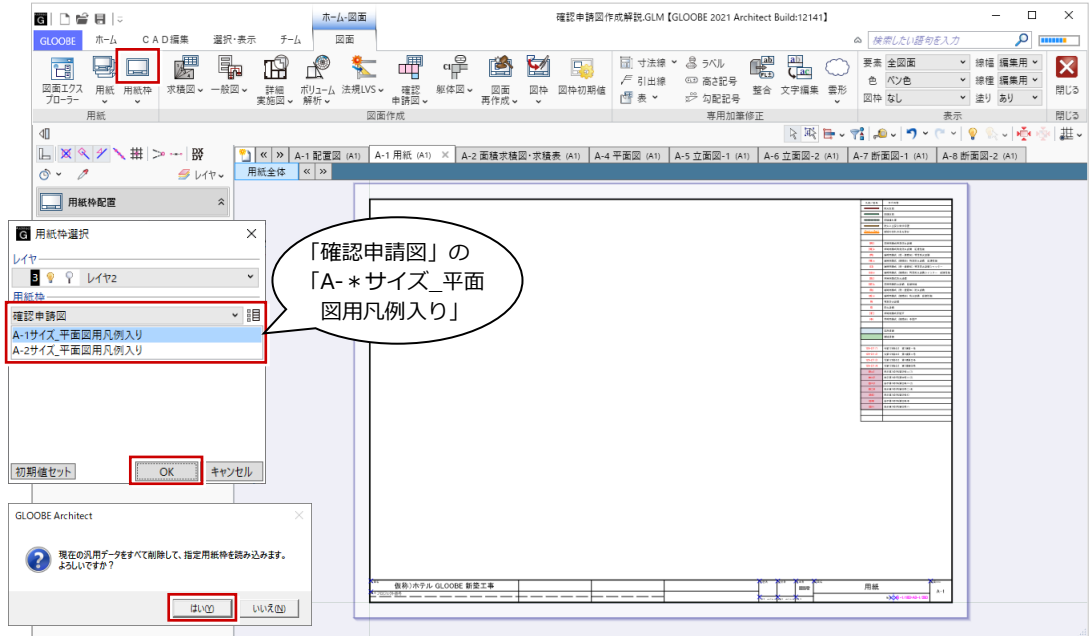 ホーム-図面
確認申請図作成解説.GLM【GLOOBE 2021 Architect Build:12141】
GLOOBE ホーム CAD編集 選択・表示 チーム 図面 検索したい語句を入力
図面エクスプローラー 用紙 用紙枠 求積図 一般図 詳細実施図 ボリューム解析 法規LVS 確認申請図 躯体図 図面再作成 図枠 図枠初期値
寸法線 ラベル
引出線 高さ記号
表 勾配記号
整合 文字編集 雲形
要素 全図面 線幅 編集用
色 ペン色 線種 編集用
図枠 なし 塗り あり
閉じる
用紙 図面作成 専用加筆修正 表示 閉じる
A-1 配置図 (A1) A-1 用紙 (A1) A-2 面積求積図・求積表 (A1) A-4 平面図 (A1) A-5 立面図-1 (A1) A-6 立面図-2 (A1) A-7 断面図-1 (A1) A-8 断面図-2 (A1)
レイヤ 用紙全体
用紙枠配置
用紙枠選択
レイヤ
3 レイヤ2
用紙枠
確認申請図
A-1サイズ_平面図用凡例入り
A-2サイズ_平面図用凡例入り
初期値セット OK キャンセル
「確認申請図」の
「A-＊サイズ_平面
図用凡例入り」
GLOOBE Architect
現在の汎用データをすべて削除して、指定用紙枠を読み込みます。
よろしいですか？
はい(Y) いいえ(N)
仮称)ホテル GLOOBE 新築工事
用紙
A-1